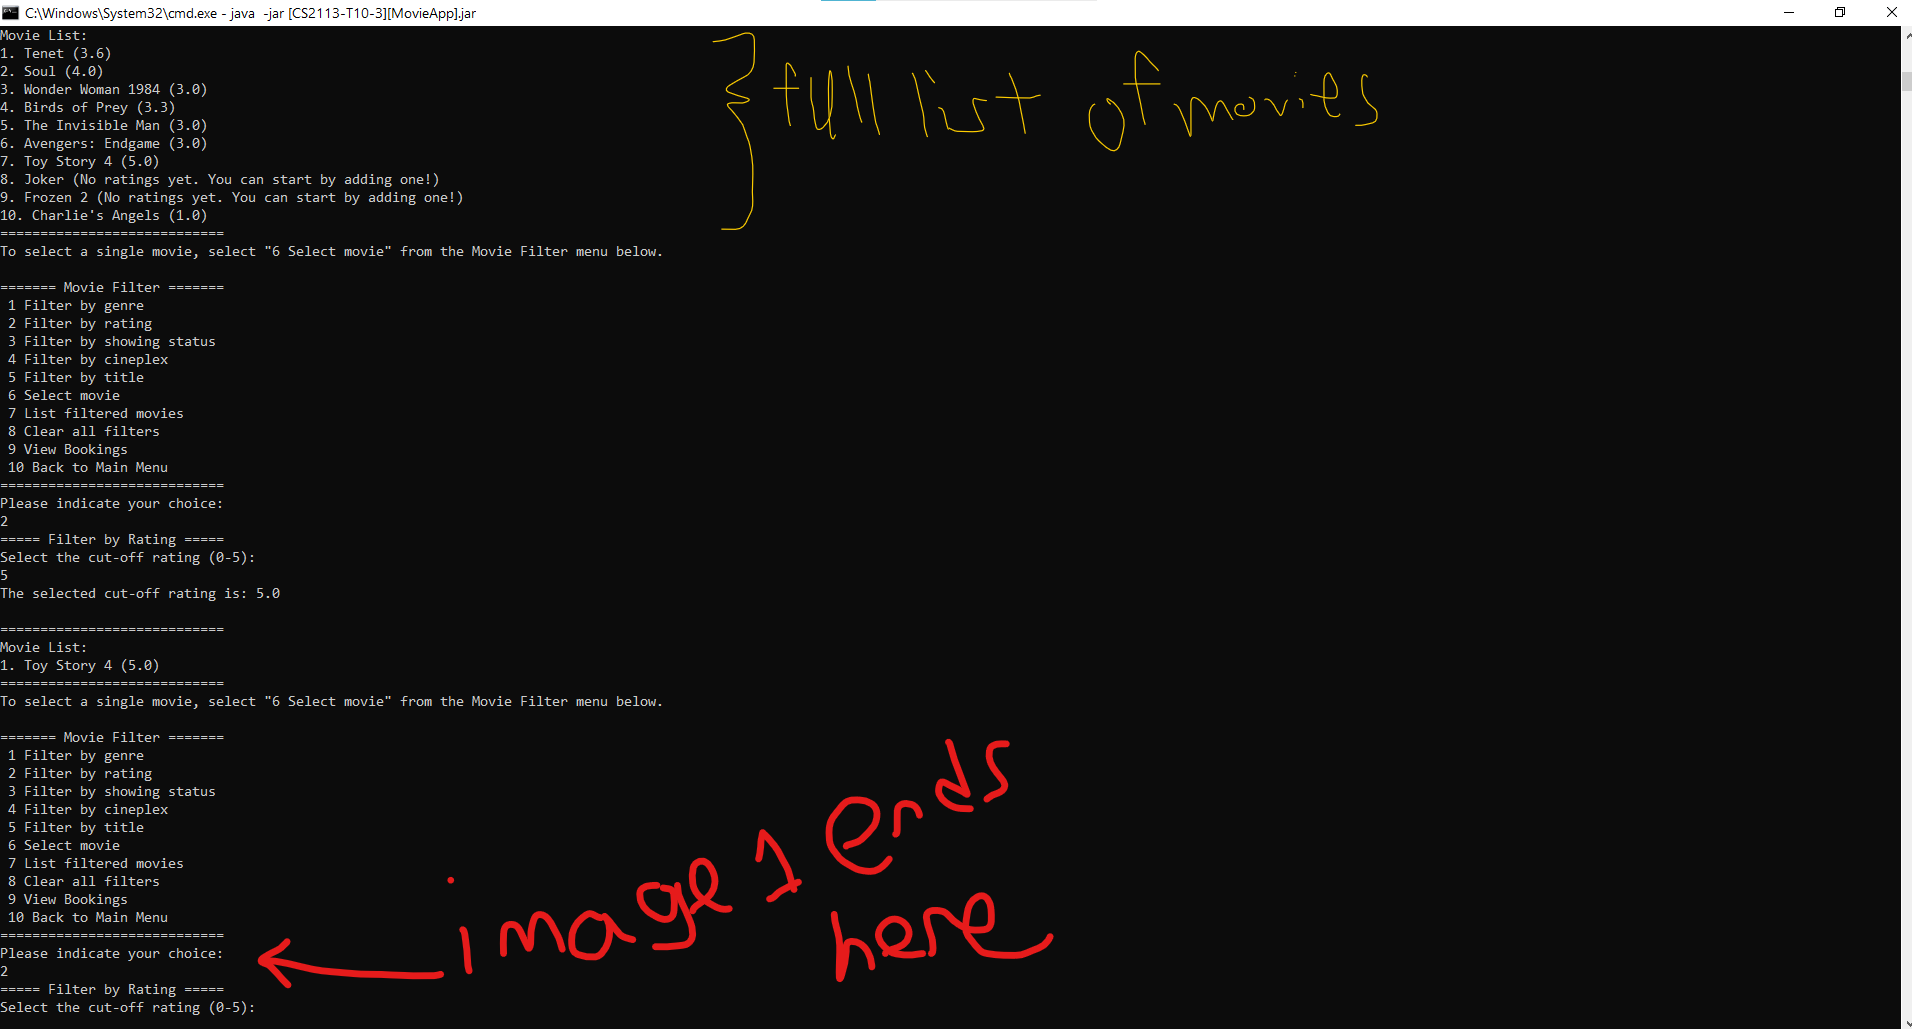 C:\Windows\System32\cmd.exe - java  -jar [CS2113-T10-3][MovieApp].jar
Movie List:
1. Tenet (3.6)
2. Soul (4.0)
3. Wonder Woman 1984 (3.0)
4. Birds of Prey (3.3)
5. The Invisible Man (3.0)
6. Avengers: Endgame (3.0)
7. Toy Story 4 (5.0)
8. Joker (No ratings yet. You can start by adding one!)
9. Frozen 2 (No ratings yet. You can start by adding one!)
10. Charlie's Angels (1.0)
full list of movies
============================
To select a single movie, select "6 Select movie" from the Movie Filter menu below.
======= Movie Filter =======
1 Filter by genre
2 Filter by rating
3 Filter by showing status
4 Filter by cineplex
5 Filter by title
6 Select movie
7 List filtered movies
8 Clear all filters
9 View Bookings
10 Back to Main Menu
============================
Please indicate your choice:
2
===== Filter by Rating =====
Select the cut-off rating (0-5):
5
The selected cut-off rating is: 5.0
============================
Movie List:
1. Toy Story 4 (5.0)
============================
To select a single movie, select "6 Select movie" from the Movie Filter menu below.
======= Movie Filter =======
1 Filter by genre
2 Filter by rating
3 Filter by showing status
4 Filter by cineplex
5 Filter by title
6 Select movie
7 List filtered movies
8 Clear all filters
9 View Bookings
10 Back to Main Menu
============================
Please indicate your choice:
2
===== Filter by Rating =====
Select the cut-off rating (0-5):
image 1 ends
here